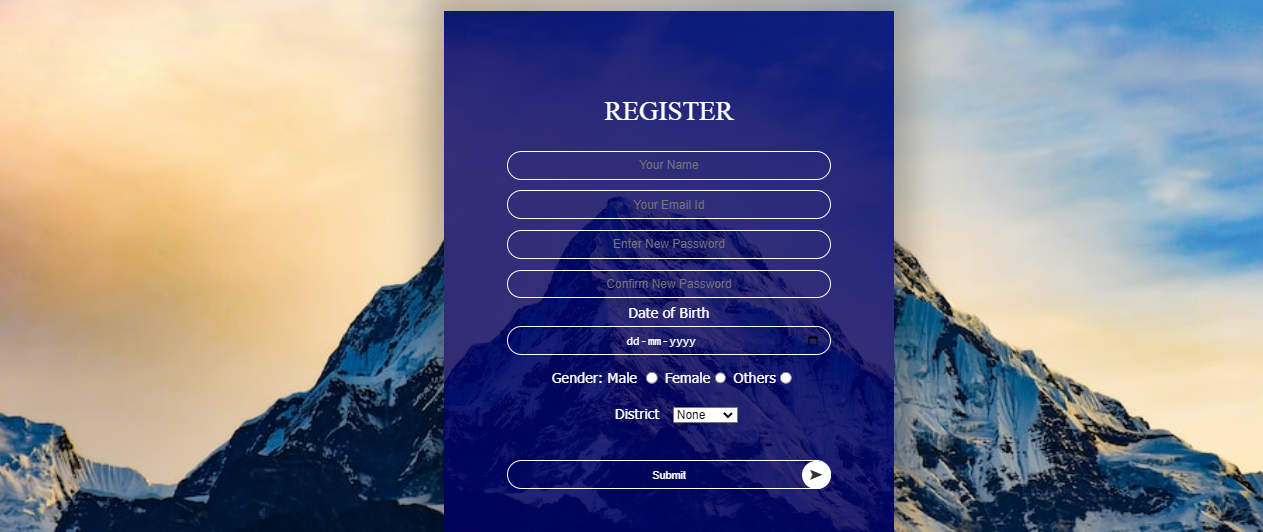 REGISTER
Your Name
Your Email Id
Enter New Password
Confirm New Password
Date of Birth
dd-mm-yyyy
Gender: Male Female Others
District None
Submit